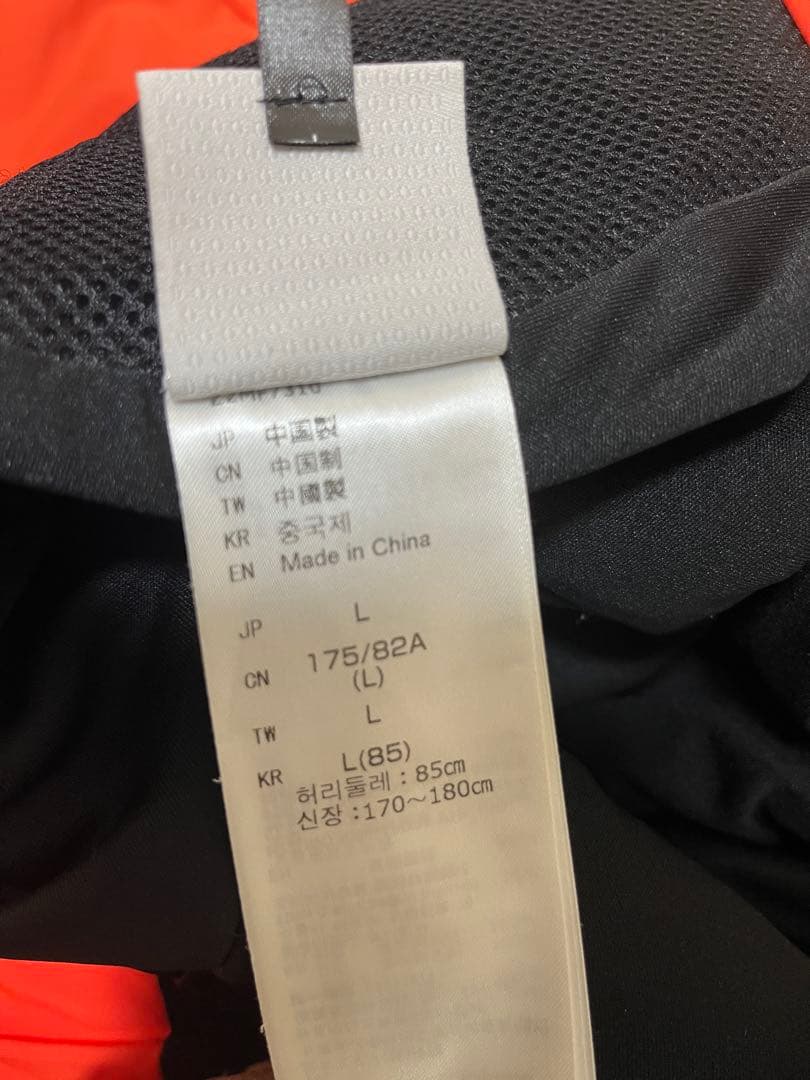 JP 中国製
CN 中国制
TW 中國製
KR 중국제
EN Made in China
JP L
CN 175/82A
(L)
TW L
KR L(85)
허리둘레 : 85㎝
신장 :170～180㎝